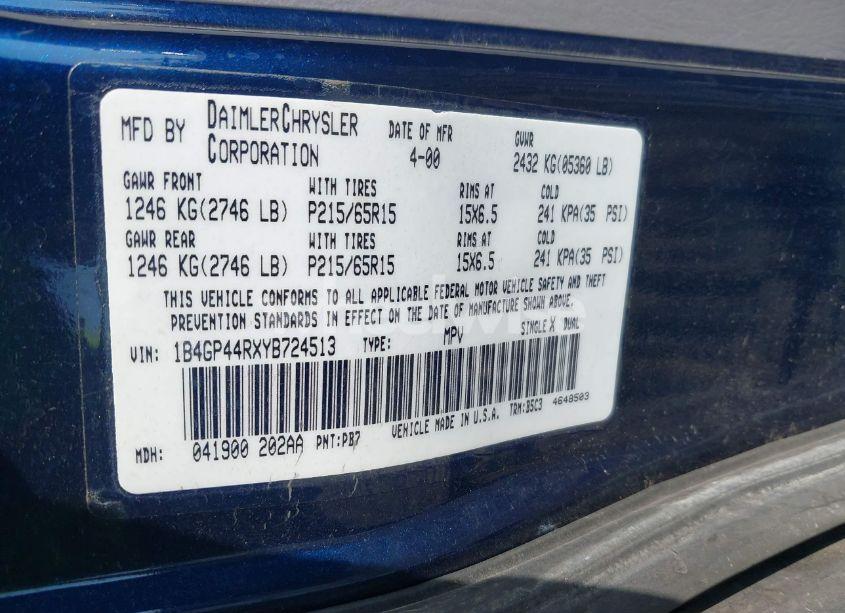 MFD BY DAIMLERCHRYSLER CORPORATION DATE OF MFR 4-00 GVWR 2432 KG(05360 LB)
GAWR FRONT WITH TIRES RIMS AT COLD
1246 KG(2746 LB) P215/65R15 15X6.5 241 KPA(35 PSI)
GAWR REAR WITH TIRES RIMS AT COLD
1246 KG(2746 LB) P215/65R15 15X6.5 241 KPA(35 PSI)
THIS VEHICLE CONFORMS TO ALL APPLICABLE FEDERAL MOTOR VEHICLE SAFETY AND THEFT
PREVENTION STANDARDS IN EFFECT ON THE DATE OF MANUFACTURE SHOWN ABOVE.
VIN: 1B4GP44RXYB724513 TYPE: MPV SINGLE X DUAL
MDH: 041900 202AA PNT:PB7 VEHICLE MADE IN U.S.A. TRM:B5C3 4648503